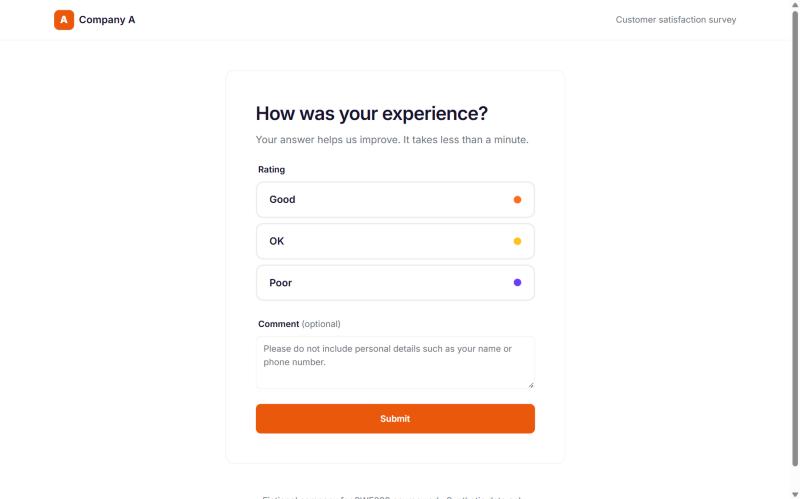 A Company A
Customer satisfaction survey
How was your experience?
Your answer helps us improve. It takes less than a minute.
Rating
Good
OK
Poor
Comment (optional)
Please do not include personal details such as your name or
phone number.
Submit